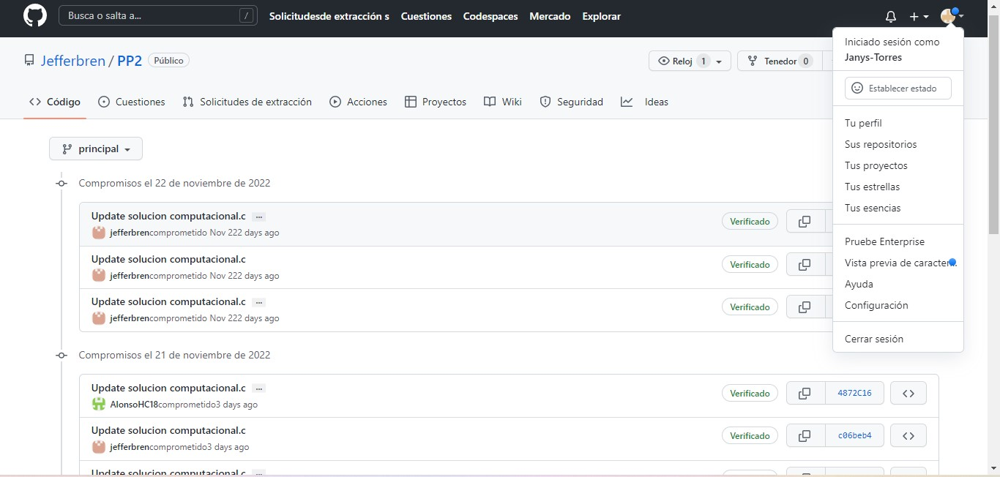 Busca o salta a... /
Solicitudesde extracción s Cuestiones Codespaces Mercado Explorar
Jefferbren / PP2 Público
Reloj 1
Tenedor 0
Código Cuestiones Solicitudes de extracción Acciones Proyectos Wiki Seguridad Ideas
principal
Compromisos el 22 de noviembre de 2022
Update solucion computacional.c ...
jefferbrencomprometido Nov 222 days ago
Verificado
Update solucion computacional.c
jefferbrencomprometido Nov 222 days ago
Verificado
Update solucion computacional.c ...
jefferbrencomprometido Nov 222 days ago
Verificado
Compromisos el 21 de noviembre de 2022
Update solucion computacional.c ...
AlonsoHC18comprometido3 days ago
Verificado 4872C16
Update solucion computacional.c
jefferbrencomprometido3 days ago
Verificado c06beb4
Update solucion computacional.c ...
Iniciado sesión como
Janys-Torres
Establecer estado
Tu perfil
Sus repositorios
Tus proyectos
Tus estrellas
Tus esencias
Pruebe Enterprise
Vista previa de caracter...
Ayuda
Configuración
Cerrar sesión